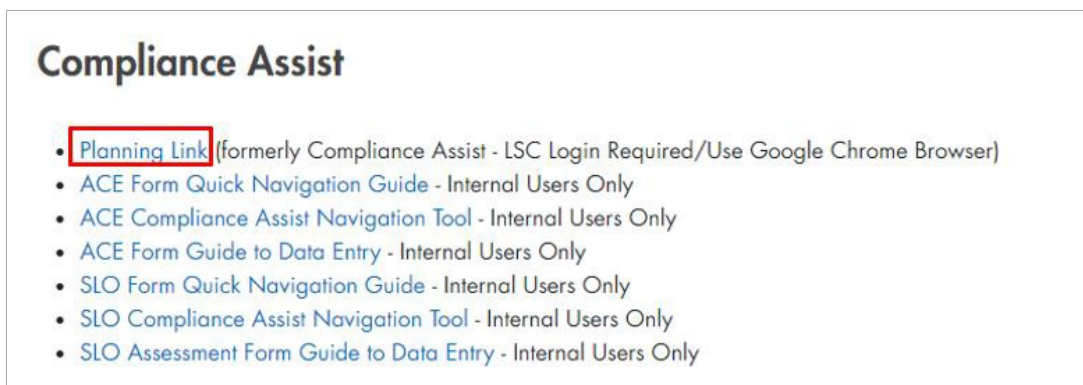 Compliance Assist
• Planning Link (formerly Compliance Assist - LSC Login Required/Use Google Chrome Browser)
• ACE Form Quick Navigation Guide - Internal Users Only
• ACE Compliance Assist Navigation Tool - Internal Users Only
• ACE Form Guide to Data Entry - Internal Users Only
• SLO Form Quick Navigation Guide - Internal Users Only
• SLO Compliance Assist Navigation Tool - Internal Users Only
• SLO Assessment Form Guide to Data Entry - Internal Users Only